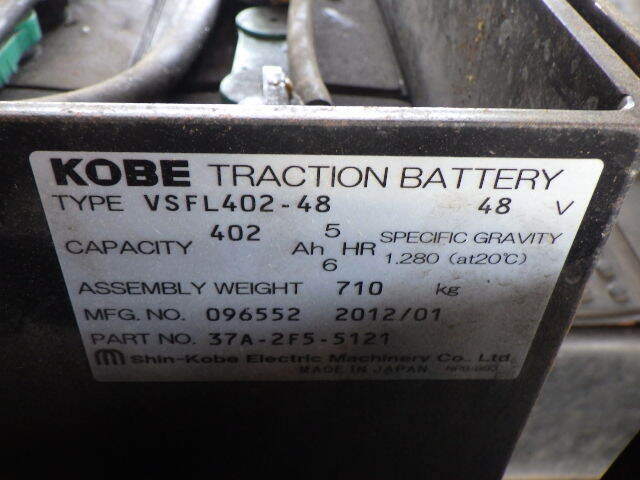 KOBE TRACTION BATTERY
TYPE VSFL402-48 48 V
CAPACITY 402 Ah 5 HR SPECIFIC GRAVITY
6 1.280 (at20℃)
ASSEMBLY WEIGHT 710 kg
MFG. NO. 096552 2012/01
PART NO. 37A-2F5-5121
Shin-Kobe Electric Machinery Co., Ltd.
MADE IN JAPAN